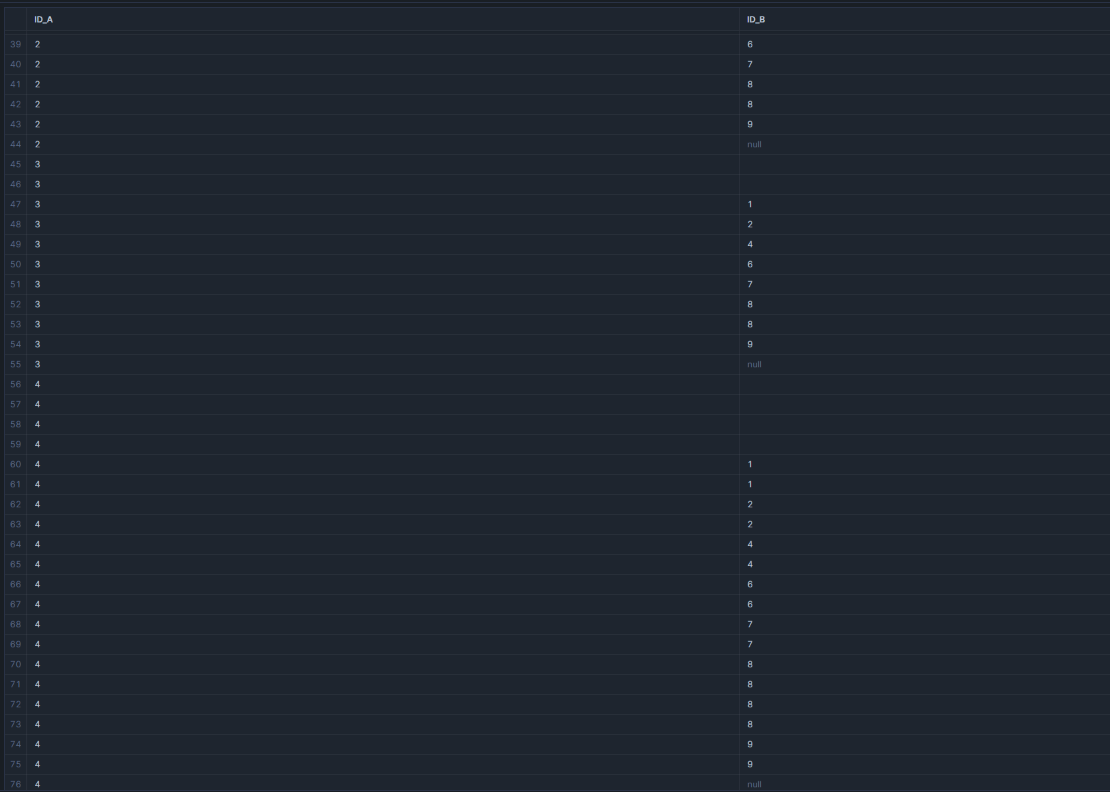 ID_A ID_B
39 2 6
40 2 7
41 2 8
42 2 8
43 2 9
44 2 null
45 3
46 3
47 3 1
48 3 2
49 3 4
50 3 6
51 3 7
52 3 8
53 3 8
54 3 9
55 3 null
56 4
57 4
58 4
59 4
60 4 1
61 4 1
62 4 2
63 4 2
64 4 4
65 4 4
66 4 6
67 4 6
68 4 7
69 4 7
70 4 8
71 4 8
72 4 8
73 4 8
74 4 9
75 4 9
76 4 null